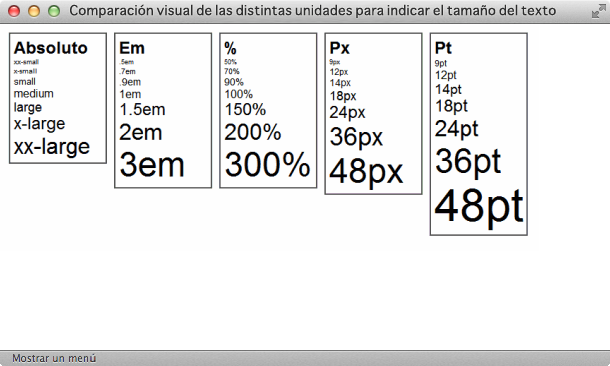 Comparación visual de las distintas unidades para indicar el tamaño del texto
Absoluto
xx-small
x-small
small
medium
large
x-large
xx-large
Em
.5em
.7em
.9em
1em
1.5em
2em
3em
%
50%
70%
90%
100%
150%
200%
300%
Px
9px
12px
14px
18px
24px
36px
48px
Pt
9pt
12pt
14pt
18pt
24pt
36pt
48pt
Mostrar un menú